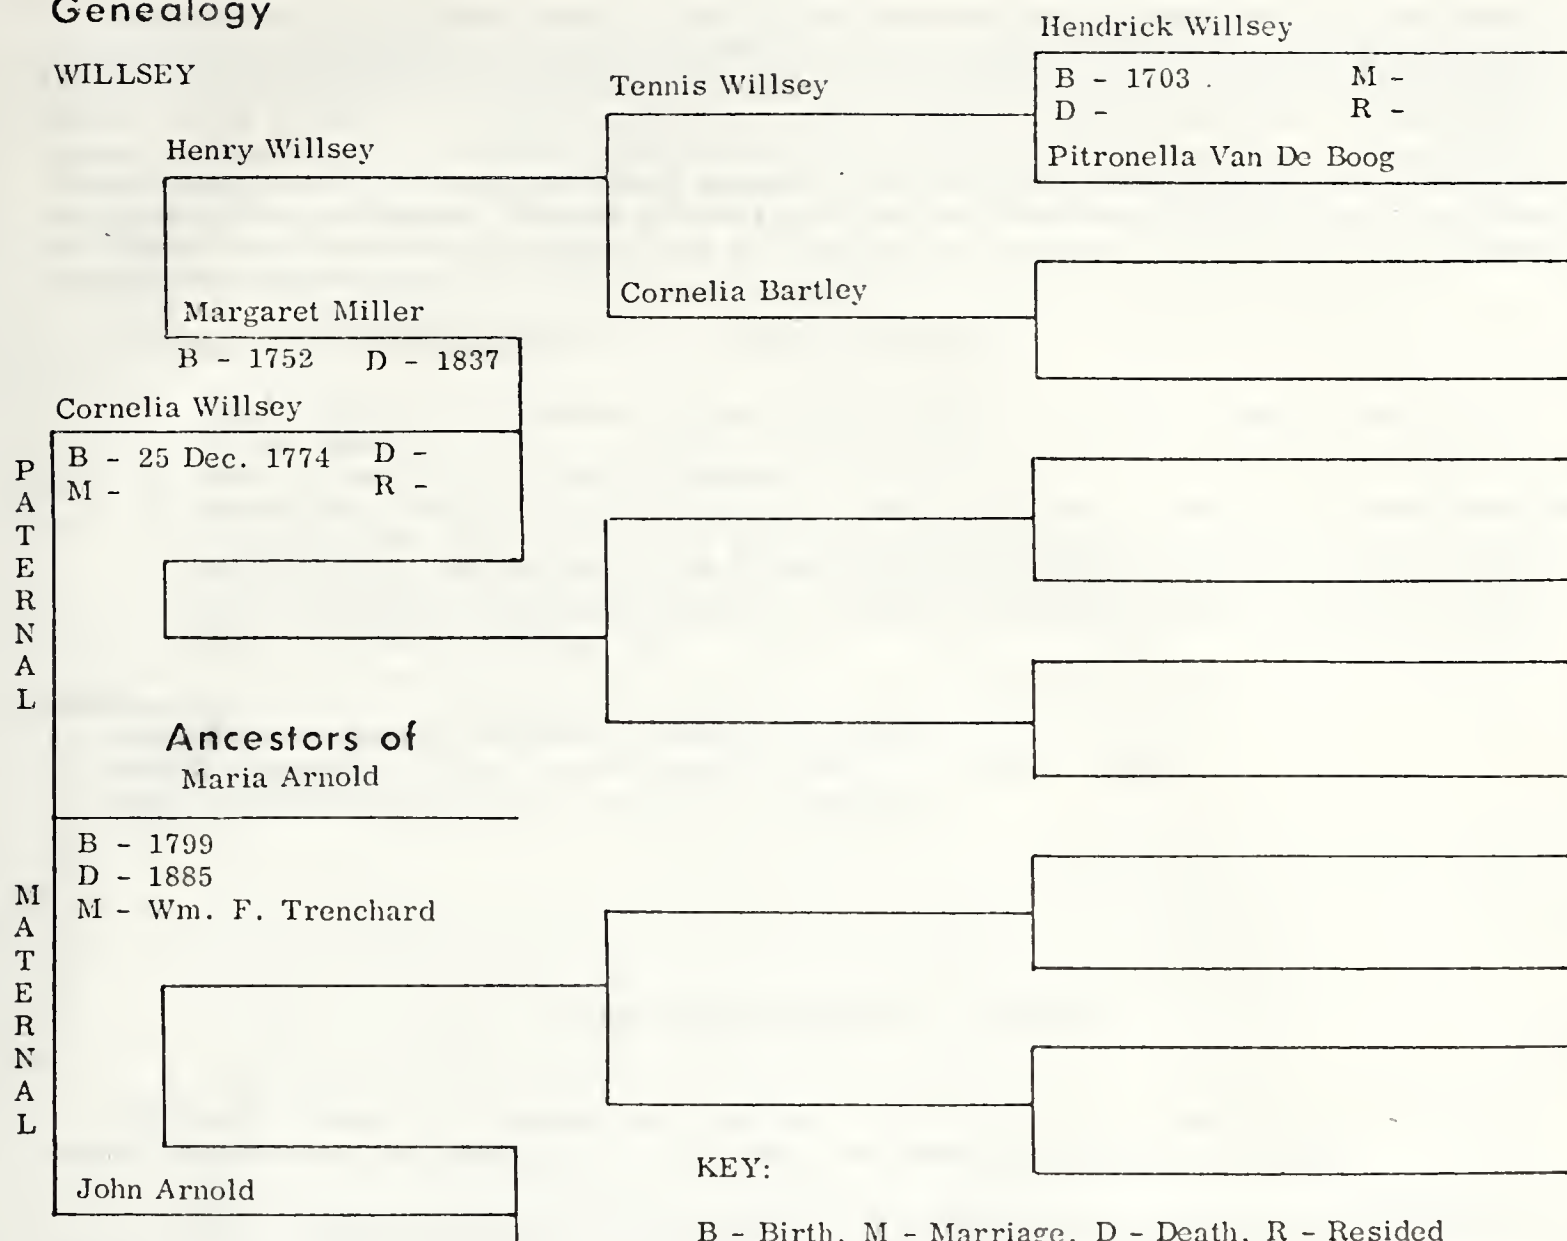 Genealogy
WILLSEY
Hendrick Willsey
B - 1703 . M -
D - R -
Pitronella Van De Boog
Tennis Willsey
Cornelia Bartley
Henry Willsey
Margaret Miller
B - 1752 D - 1837
Cornelia Willsey
B - 25 Dec. 1774 D -
M - R -
PATERNAL
Ancestors of
Maria Arnold
B - 1799
D - 1885
M - Wm. F. Trenchard
MATERNAL
John Arnold
KEY:
B - Birth, M - Marriage, D - Death, R - Resided